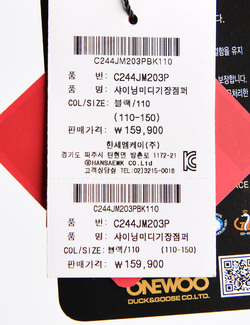 C244JM203PBK110
품 번: C244JM203P
품 명: 샤이닝미디기장점퍼
COL/SIZE: 블랙/110
(110-150)
판매가격: ₩159,900
한세엠케이(주)
경기도 파주시 탄현면 방촌로 1172-21
ⓒHANSAEMK Co.Ltd
고객상담실 TEL:02)3215-0018
C244JM203PBK110
품 번: C244JM203P
품 명: 샤이닝미디기장점퍼
COL/SIZE: 블랙/110 (110-150)
판매가격: ₩159,900
ONEWOO
DUCK&GOOSE CO.LTD.